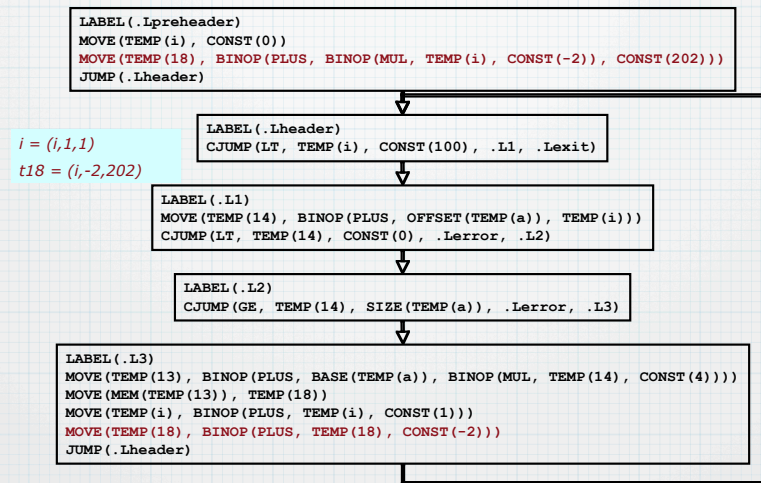 LABEL(.Lpreheader)
MOVE(TEMP(i), CONST(0))
MOVE(TEMP(18), BINOP(PLUS, BINOP(MUL, TEMP(i), CONST(-2)), CONST(202)))
JUMP(.Lheader)
i = (i,1,1)
t18 = (i,-2,202)
LABEL(.Lheader)
CJUMP(LT, TEMP(i), CONST(100), .L1, .Lexit)
LABEL(.L1)
MOVE(TEMP(14), BINOP(PLUS, OFFSET(TEMP(a)), TEMP(i)))
CJUMP(LT, TEMP(14), CONST(0), .Lerror, .L2)
LABEL(.L2)
CJUMP(GE, TEMP(14), SIZE(TEMP(a)), .Lerror, .L3)
LABEL(.L3)
MOVE(TEMP(13), BINOP(PLUS, BASE(TEMP(a)), BINOP(MUL, TEMP(14), CONST(4))))
MOVE(MEM(TEMP(13)), TEMP(18))
MOVE(TEMP(i), BINOP(PLUS, TEMP(i), CONST(1)))
MOVE(TEMP(18), BINOP(PLUS, TEMP(18), CONST(-2)))
JUMP(.Lheader)